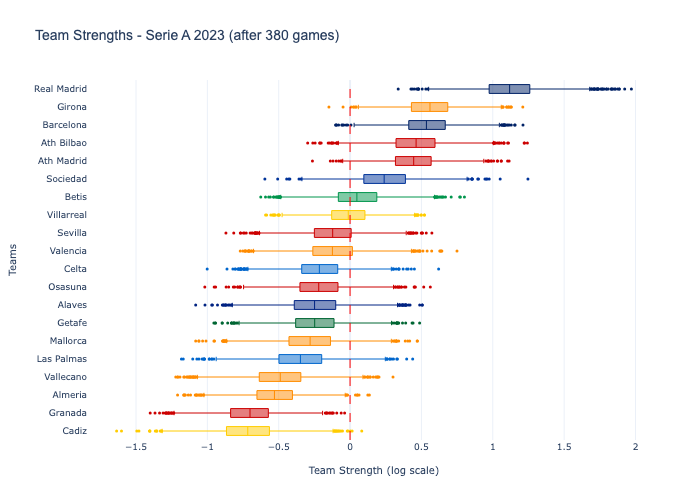 Team Strengths - Serie A 2023 (after 380 games)
Real Madrid
Girona
Barcelona
Ath Bilbao
Ath Madrid
Sociedad
Betis
Villarreal
Sevilla
Valencia
Celta
Osasuna
Alaves
Getafe
Mallorca
Las Palmas
Vallecano
Almeria
Granada
Cadiz
Teams
−1.5 −1 −0.5 0 0.5 1 1.5 2
Team Strength (log scale)